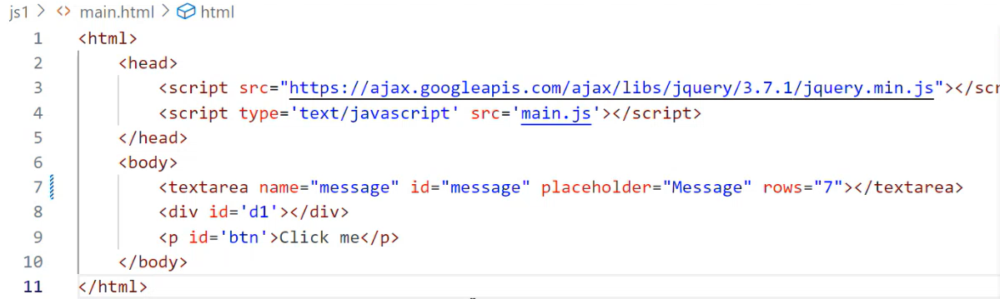 js1 > <> main.html > html
1 <html>
2 <head>
3 <script src="https://ajax.googleapis.com/ajax/libs/jquery/3.7.1/jquery.min.js"></scr
4 <script type='text/javascript' src='main.js'></script>
5 </head>
6 <body>
7 <textarea name="message" id="message" placeholder="Message" rows="7"></textarea>
8 <div id='d1'></div>
9 <p id='btn'>Click me</p>
10 </body>
11 </html>